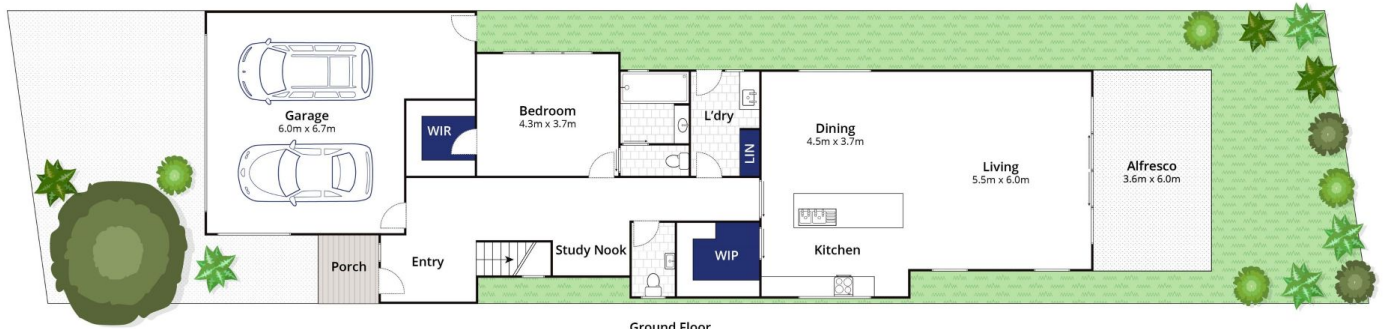 Garage
6.0m x 6.7m
WIR
Bedroom
4.3m x 3.7m
L'dry
LIN
Dining
4.5m x 3.7m
Living
5.5m x 6.0m
Alfresco
3.6m x 6.0m
Porch
Entry
Study Nook
WIP
Kitchen
Ground Floor